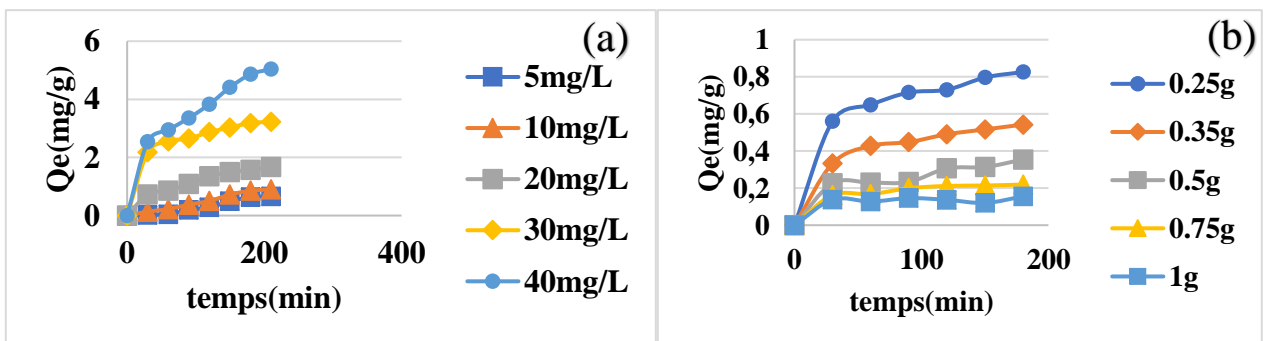 (a)
Qe(mg/g)
6
4
2
0
0
200
400
temps(min)
5mg/L
10mg/L
20mg/L
30mg/L
40mg/L
(b)
Qe(mg/g)
1
0,8
0,6
0,4
0,2
0
0
100
200
temps(min)
0.25g
0.35g
0.5g
0.75g
1g